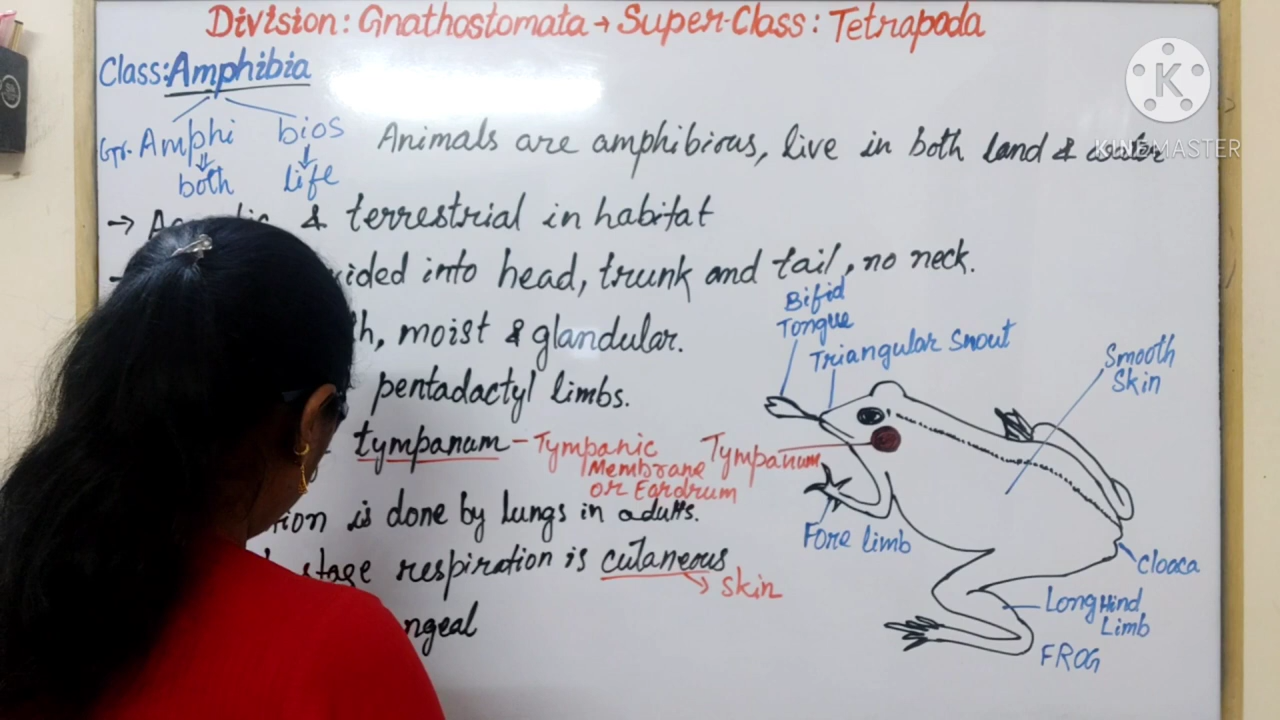 Division: Gnathostomata → Super-Class: Tetrapoda
Class: Amphibia
Gr. Amphi bios
both life
Animals are amphibious, live in both land & water
KINEMASTER
→ & terrestrial in habitat
into head, trunk and tail, no neck.
moist & glandular.
pentadactyl limbs.
tympanum - Tympanic
Membrane
or Eardrum
is done by lungs in adults.
stage respiration is cutaneous
→ skin
Bifid
Tongue
Triangular Snout
Smooth
Skin
Tympanum
Fore limb
Cloaca
Long Hind
Limb
FROG